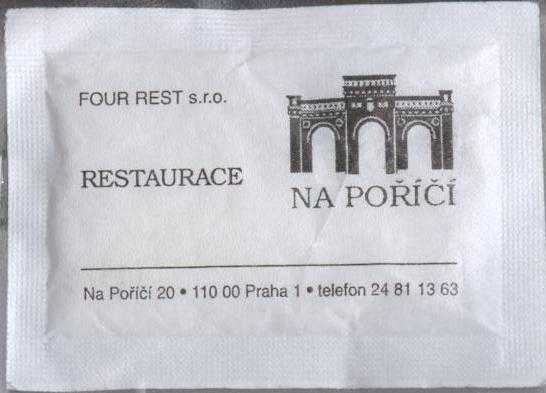 FOUR REST s.r.o.
RESTAURACE
NA POŘÍČÍ
Na Poříčí 20 • 110 00 Praha 1 • telefon 24 81 13 63